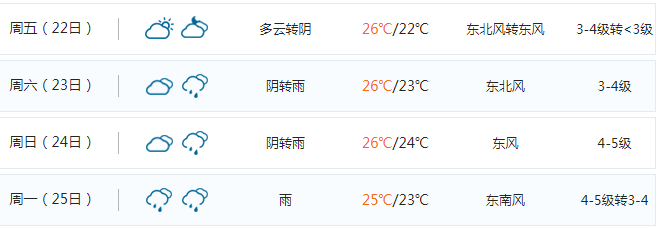 周五（22日） 多云转阴 26℃/22℃ 东北风转东风 3-4级转<3级
周六（23日） 阴转雨 26℃/23℃ 东北风 3-4级
周日（24日） 阴转雨 26℃/24℃ 东风 4-5级
周一（25日） 雨 25℃/23℃ 东南风 4-5级转3-4